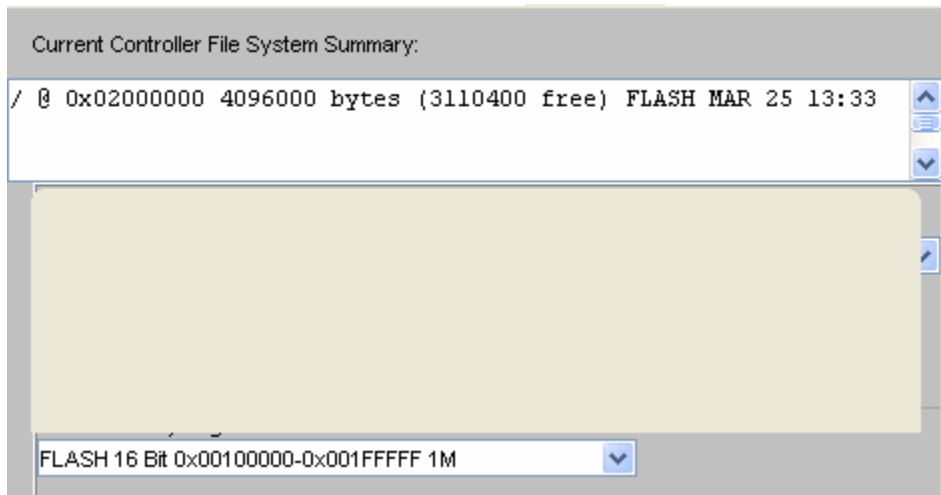 Current Controller File System Summary:
/ @ 0x02000000 4096000 bytes (3110400 free) FLASH MAR 25 13:33
FLASH 16 Bit 0x00100000-0x001FFFFF 1M